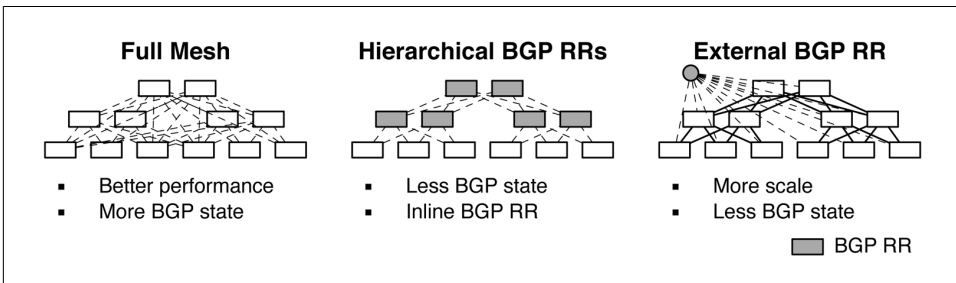 Full Mesh
Hierarchical BGP RRs
External BGP RR
▪ Better performance
▪ More BGP state
▪ Less BGP state
▪ Inline BGP RR
▪ More scale
▪ Less BGP state
BGP RR